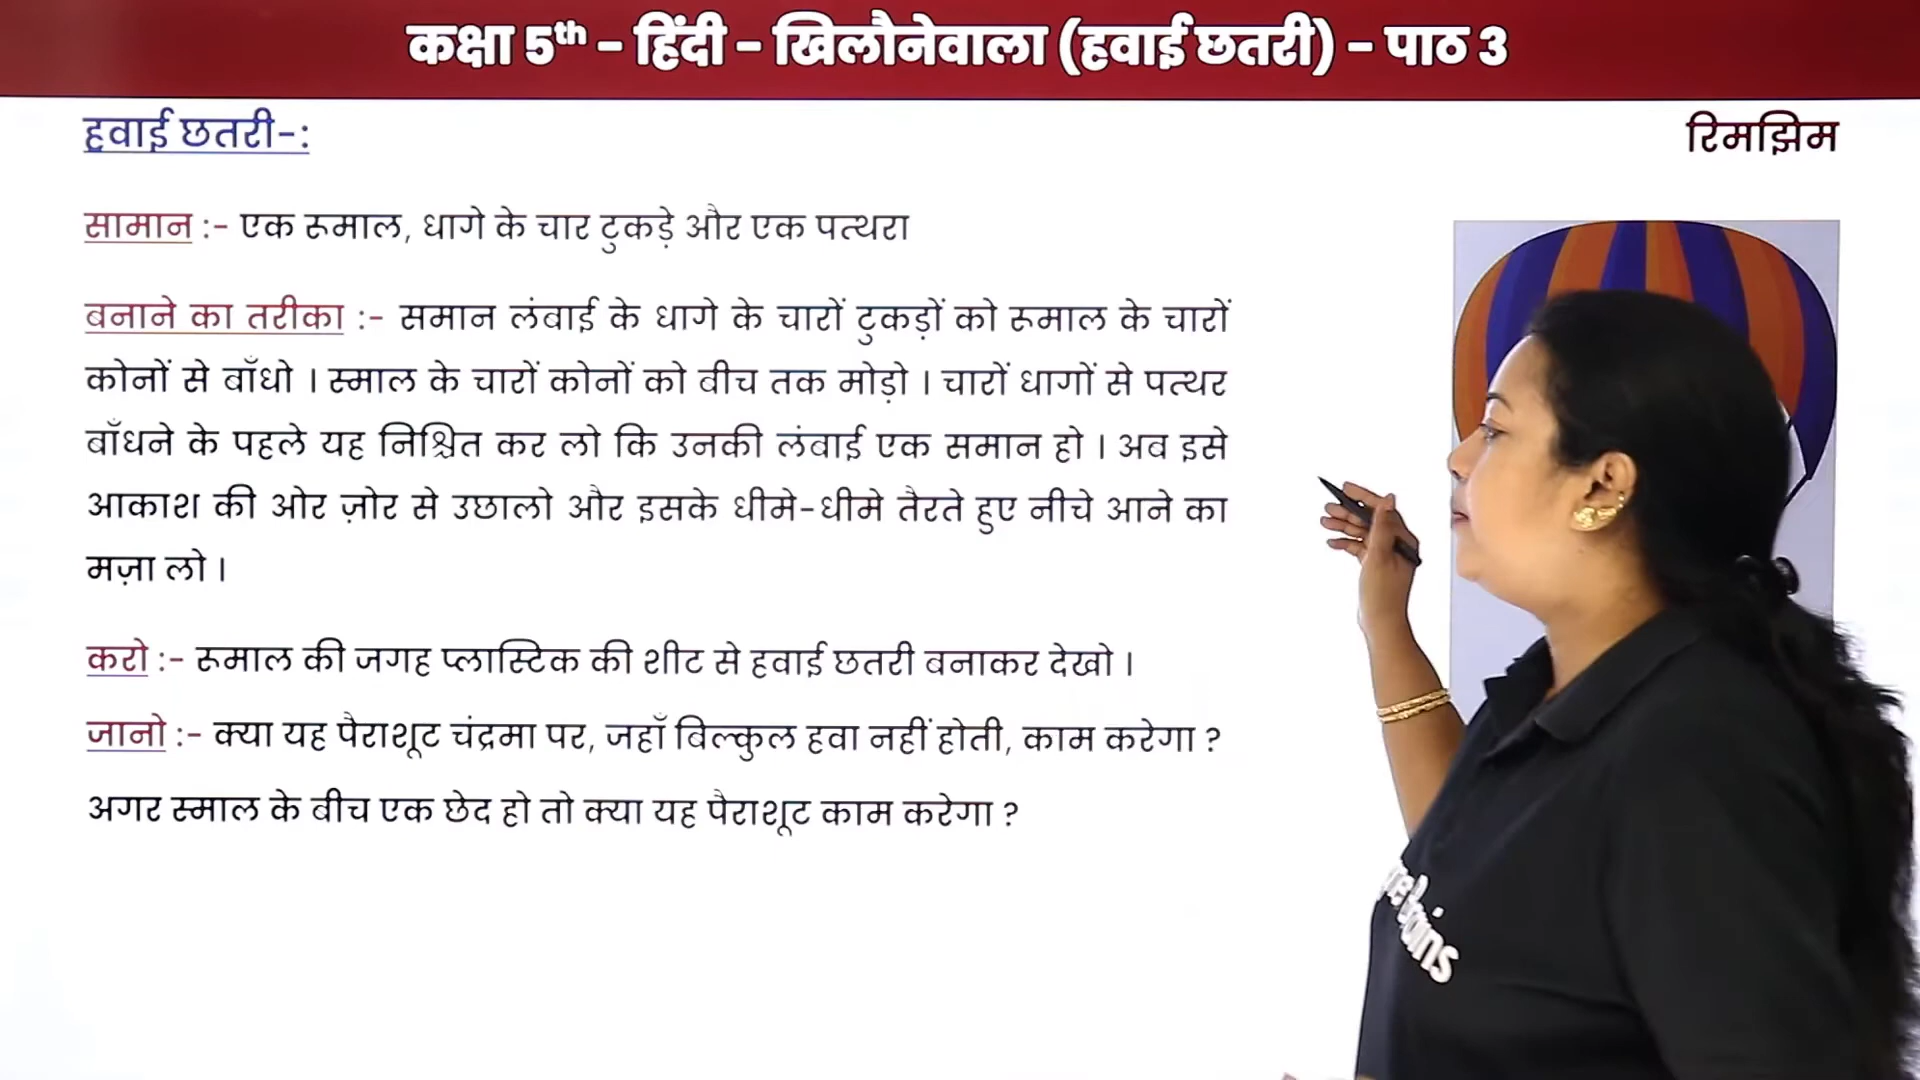 कक्षा 5th – हिंदी – खिलौनेवाला (हवाई छतरी) – पाठ 3
हवाई छतरी-:
रिमझिम
सामान :- एक रूमाल, धागे के चार टुकड़े और एक पत्थरा
बनाने का तरीका :- समान लंबाई के धागे के चारों टुकड़ों को रूमाल के चारों
कोनों से बाँधो । स्माल के चारों कोनों को बीच तक मोड़ो । चारों धागों से पत्थर
बाँधने के पहले यह निश्चित कर लो कि उनकी लंबाई एक समान हो । अब इसे
आकाश की ओर ज़ोर से उछालो और इसके धीमे-धीमे तैरते हुए नीचे आने का
मज़ा लो ।
करो :- रूमाल की जगह प्लास्टिक की शीट से हवाई छतरी बनाकर देखो ।
जानो :- क्या यह पैराशूट चंद्रमा पर, जहाँ बिल्कुल हवा नहीं होती, काम करेगा ?
अगर स्माल के बीच एक छेद हो तो क्या यह पैराशूट काम करेगा ?